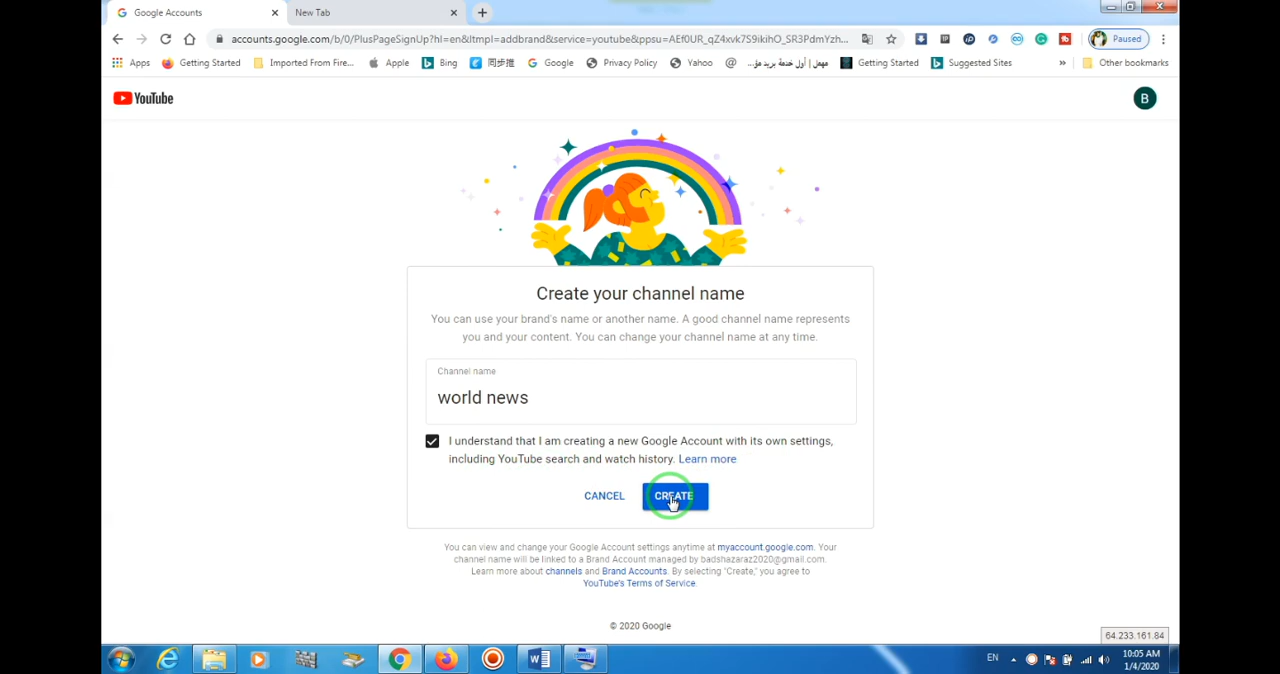 Google Accounts
New Tab
accounts.google.com/b/0/PlusPageSignUp?hl=en&ltmpl=addbrand&service=youtube&ppsu=AEf0UR_qZ4xvk7S9ikihO_SR3PdmYzh...
Paused
Apps Getting Started Imported From Fire... Apple Bing 同步推 Google Privacy Policy Yahoo مهمل | أول خدمة بريد مؤ... Getting Started Suggested Sites » Other bookmarks
YouTube
B
Create your channel name
You can use your brand's name or another name. A good channel name represents
you and your content. You can change your channel name at any time.
Channel name
world news
I understand that I am creating a new Google Account with its own settings,
including YouTube search and watch history. Learn more
CANCEL CREATE
You can view and change your Google Account settings anytime at myaccount.google.com. Your
channel name will be linked to a Brand Account managed by badshazaraz2020@gmail.com.
Learn more about channels and Brand Accounts. By selecting "Create," you agree to
YouTube's Terms of Service.
© 2020 Google
64.233.161.84
EN
10:05 AM
1/4/2020